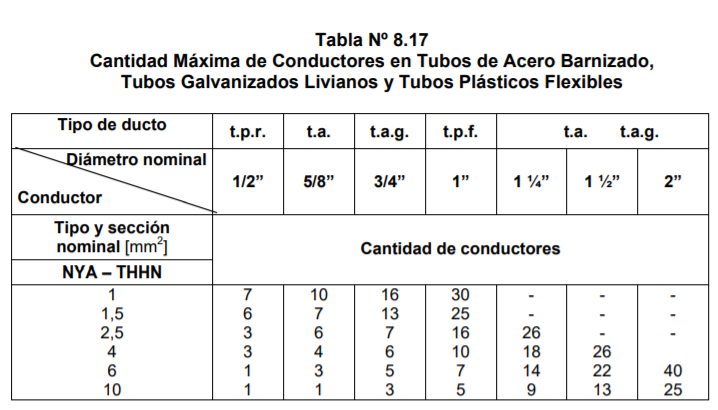 Tabla Nº 8.17
Cantidad Máxima de Conductores en Tubos de Acero Barnizado,
Tubos Galvanizados Livianos y Tubos Plásticos Flexibles
Tipo de ducto t.p.r. t.a. t.a.g. t.p.f. t.a. t.a.g.
Diámetro nominal 1/2” 5/8” 3/4” 1” 1 ¼” 1 ½” 2”
Conductor
Tipo y sección
nominal [mm²]
Cantidad de conductores
NYA – THHN
1 7 10 16 30 - - -
1,5 6 7 13 25 - - -
2,5 3 6 7 16 26 - -
4 3 4 6 10 18 26
6 1 3 5 7 14 22 40
10 1 1 3 5 9 13 25